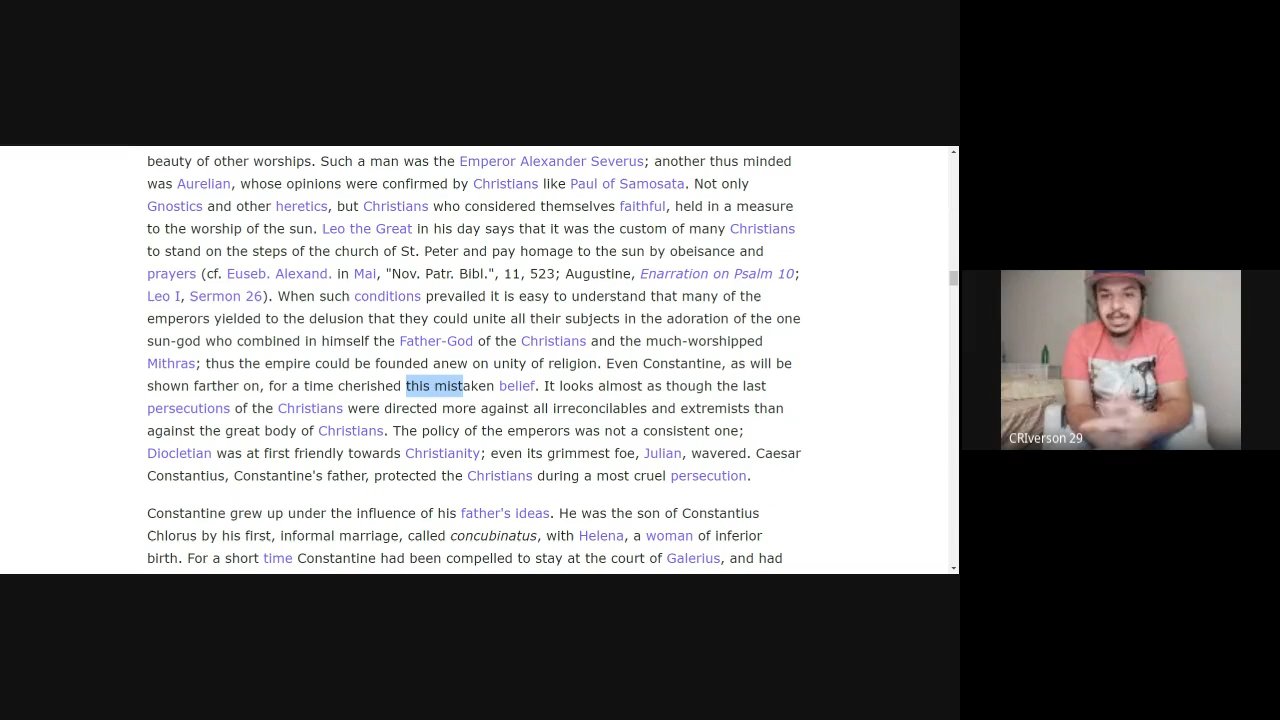 beauty of other worships. Such a man was the Emperor Alexander Severus; another thus minded
was Aurelian, whose opinions were confirmed by Christians like Paul of Samosata. Not only
Gnostics and other heretics, but Christians who considered themselves faithful, held in a measure
to the worship of the sun. Leo the Great in his day says that it was the custom of many Christians
to stand on the steps of the church of St. Peter and pay homage to the sun by obeisance and
prayers (cf. Euseb. Alexand. in Mai, "Nov. Patr. Bibl.", 11, 523; Augustine, Enarration on Psalm 10;
Leo I, Sermon 26). When such conditions prevailed it is easy to understand that many of the
emperors yielded to the delusion that they could unite all their subjects in the adoration of the one
sun-god who combined in himself the Father-God of the Christians and the much-worshipped
Mithras; thus the empire could be founded anew on unity of religion. Even Constantine, as will be
shown farther on, for a time cherished this mistaken belief. It looks almost as though the last
persecutions of the Christians were directed more against all irreconcilables and extremists than
against the great body of Christians. The policy of the emperors was not a consistent one;
Diocletian was at first friendly towards Christianity; even its grimmest foe, Julian, wavered. Caesar
Constantius, Constantine's father, protected the Christians during a most cruel persecution.
Constantine grew up under the influence of his father's ideas. He was the son of Constantius
Chlorus by his first, informal marriage, called concubinatus, with Helena, a woman of inferior
birth. For a short time Constantine had been compelled to stay at the court of Galerius, and had
CRIverson 29